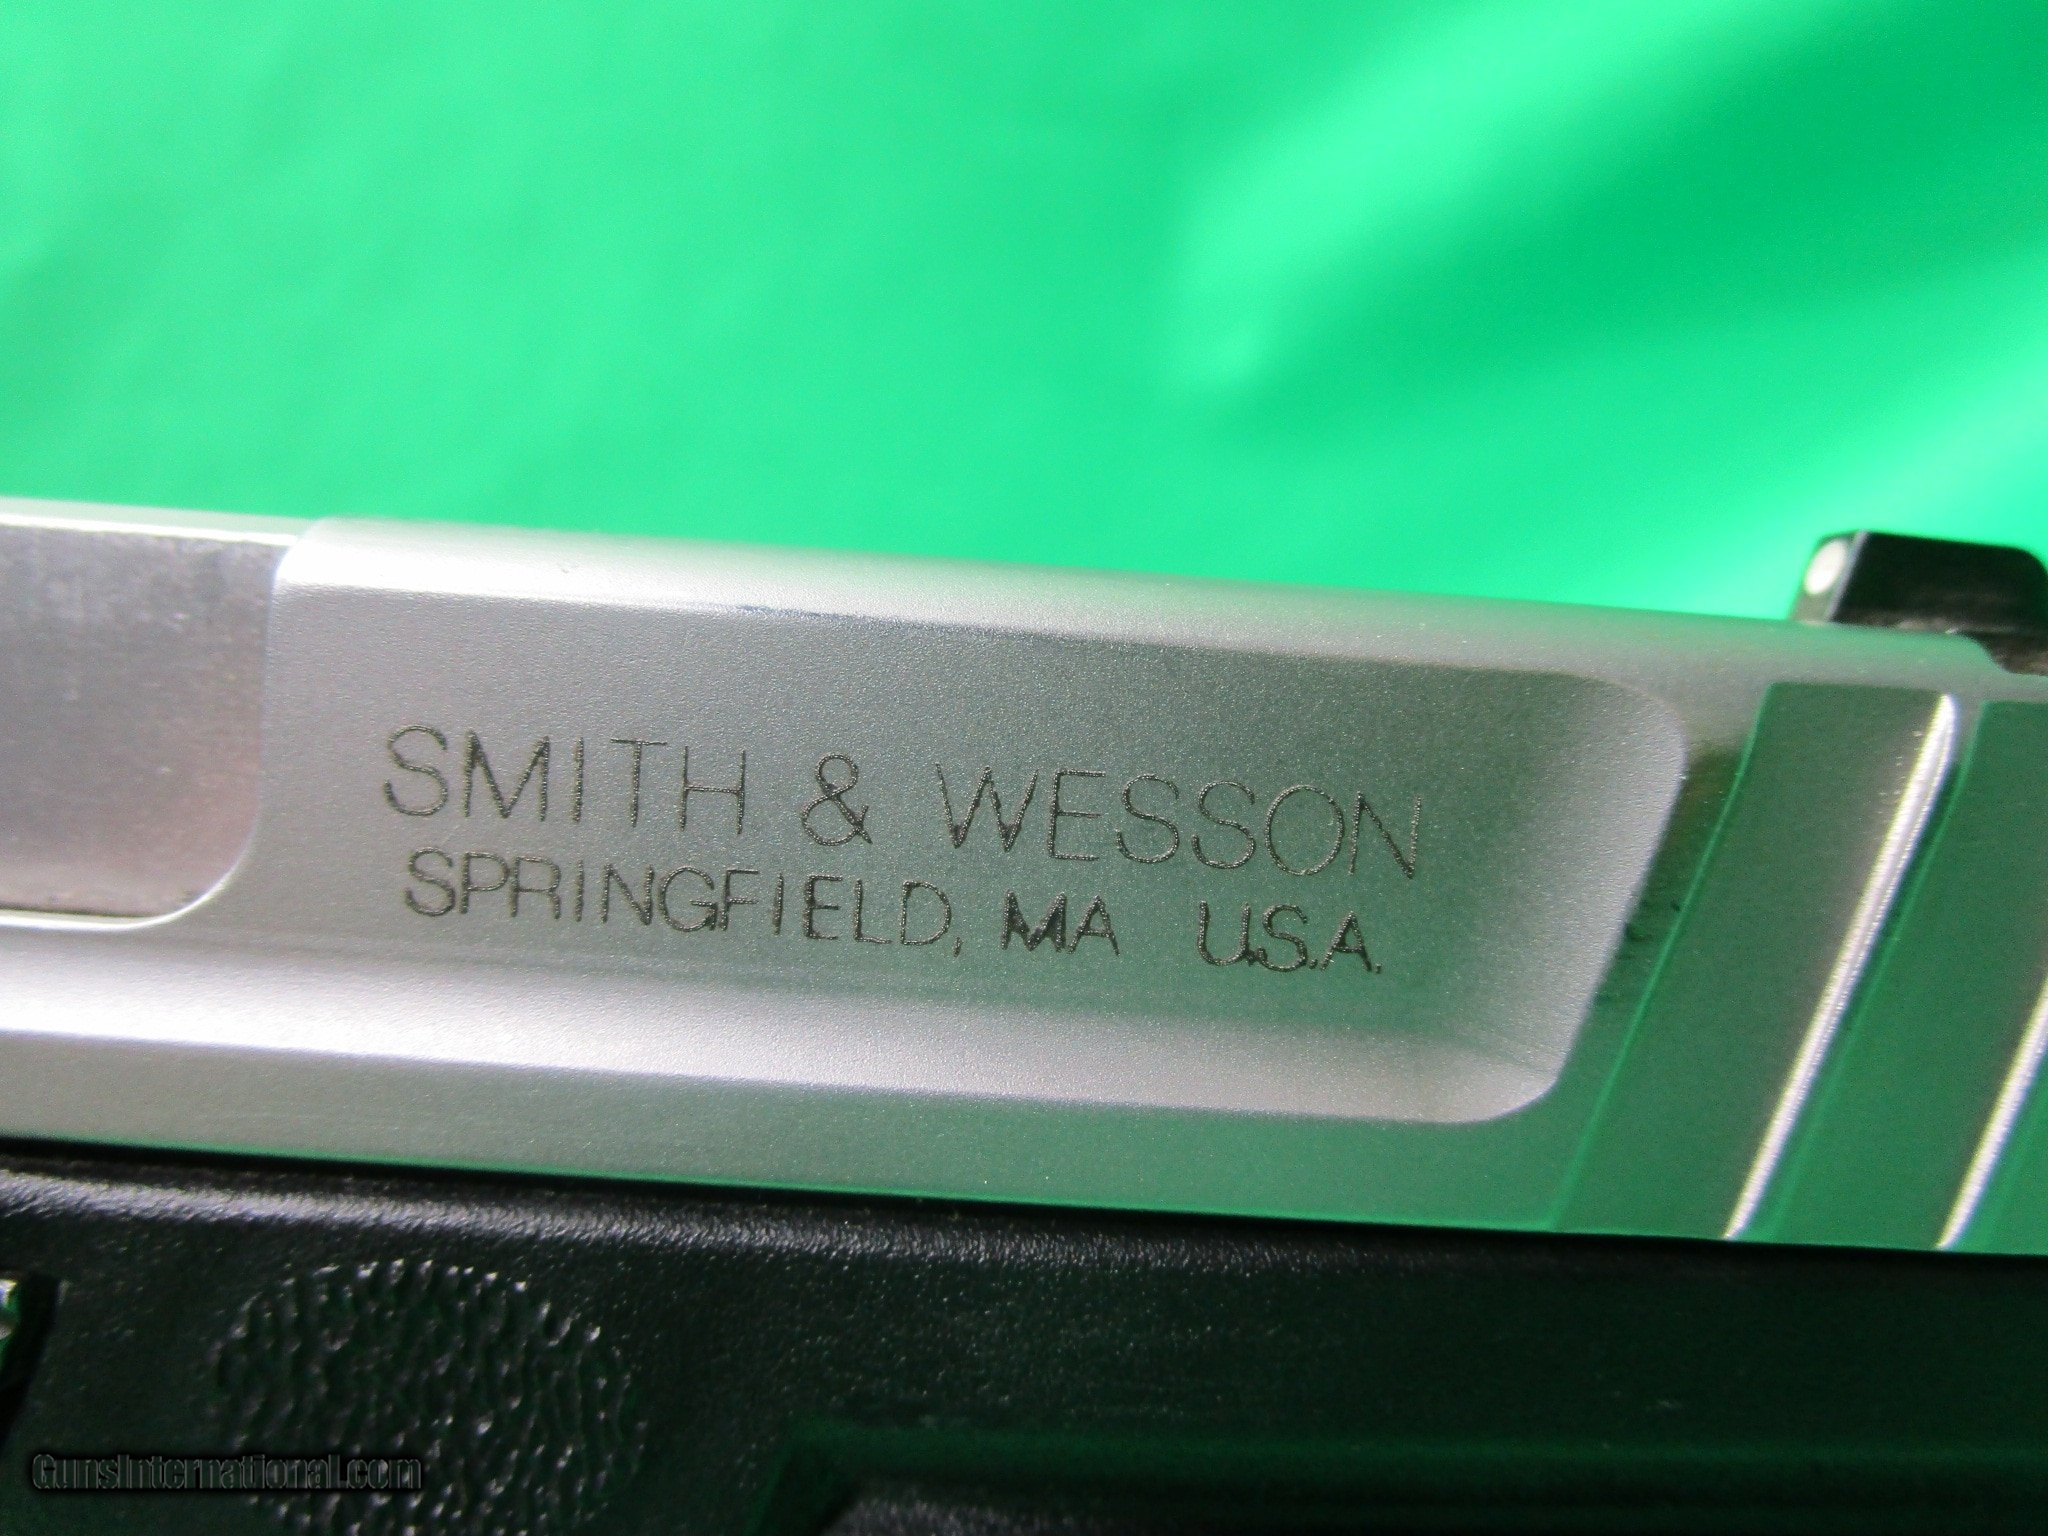 SMITH & WESSON
SPRINGFIELD, MA U.S.A.
GunsInternational.com